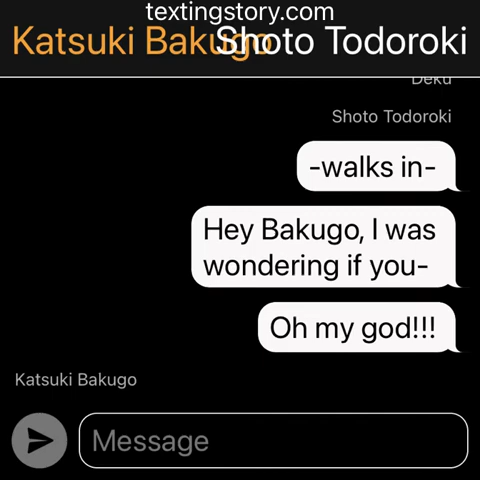 textingstory.com
Katsuki Bakugo Shoto Todoroki
Deku
Shoto Todoroki
-walks in-
Hey Bakugo, I was
wondering if you-
Oh my god!!!
Katsuki Bakugo
Message